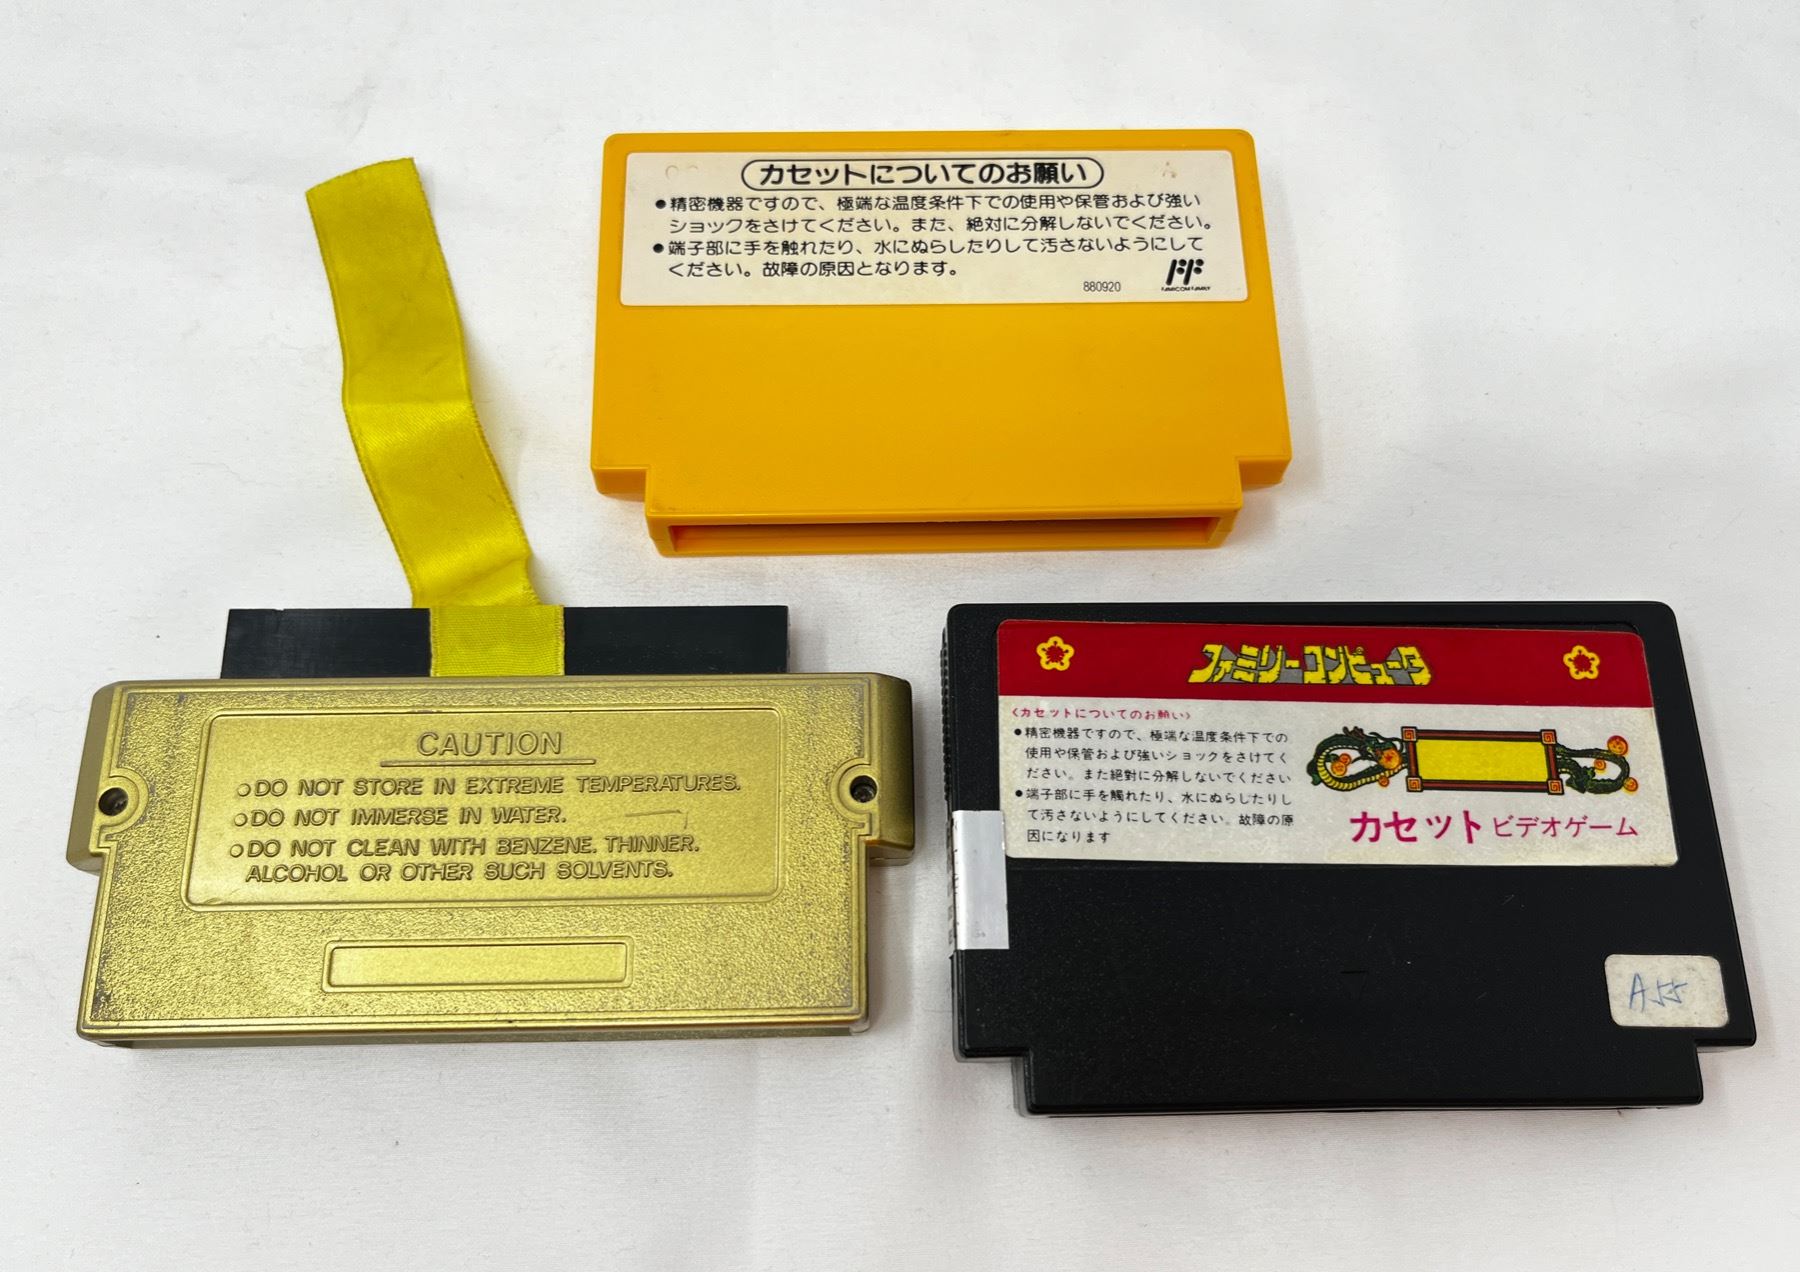 カセットについてのお願い
●精密機器ですので、極端な温度条件下での使用や保管および強い
ショックをさけてください。また、絶対に分解しないでください。
●端子部に手を触れたり、水にぬらしたりして汚さないようにして
ください。故障の原因となります。
880920
FAMICOM FAMILY
CAUTION
○DO NOT STORE IN EXTREME TEMPERATURES.
○DO NOT IMMERSE IN WATER.
○DO NOT CLEAN WITH BENZENE, THINNER,
ALCOHOL OR OTHER SUCH SOLVENTS.
ファミリーコンピュータ
〈カセットについてのお願い〉
●精密機器ですので、極端な温度条件下での
使用や保管および強いショックをさけてく
ださい。また絶對に分解しないでください
●端子部に手を觸れたり、水にぬらしたりし
て汚さないようにしてください。故障の原
因になります
カセット ビデオゲーム
A55